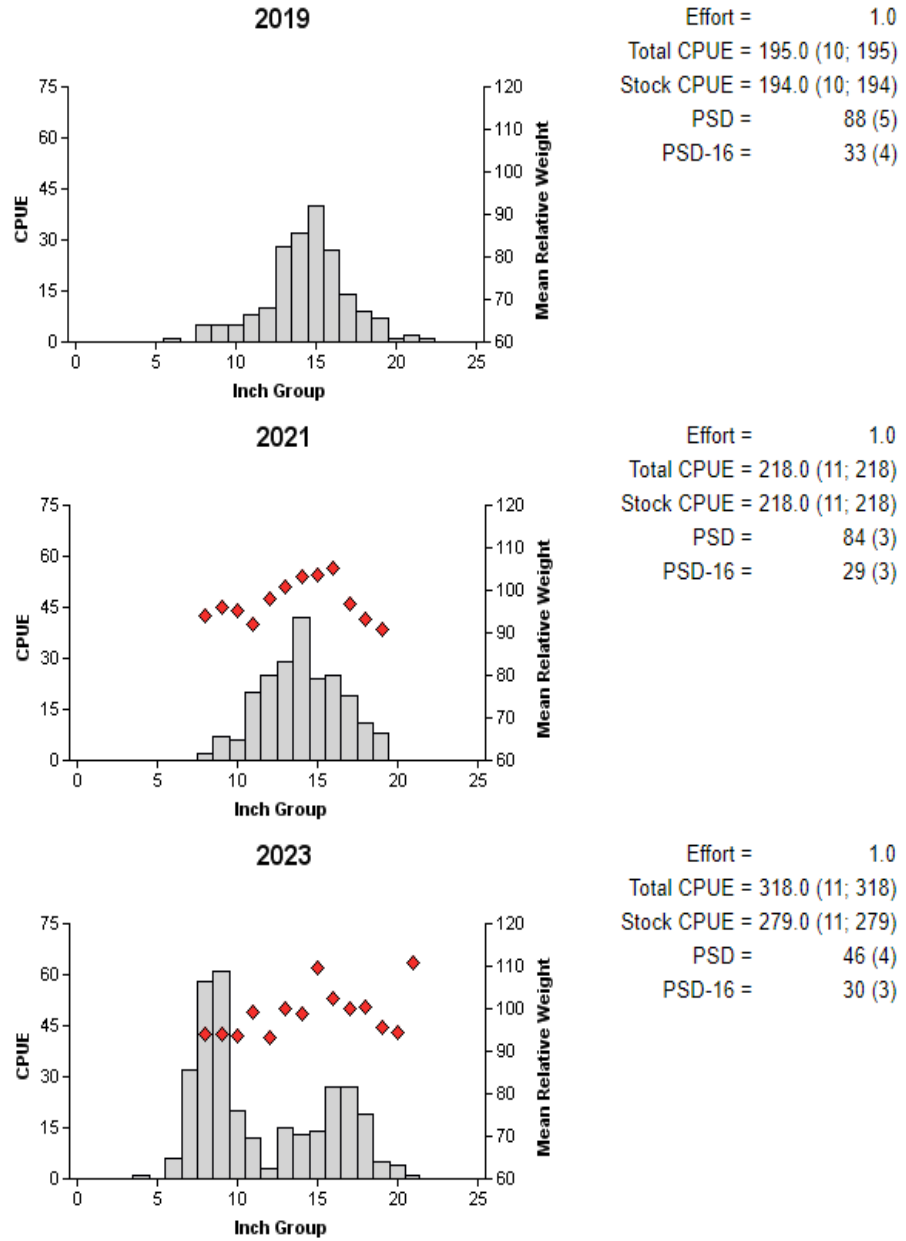 2019
Effort = 1.0
Total CPUE = 195.0 (10; 195)
Stock CPUE = 194.0 (10; 194)
PSD = 88 (5)
PSD-16 = 33 (4)
75
60
45
30
15
0
CPUE
120
110
100
90
80
70
60
Mean Relative Weight
0 5 10 15 20 25
Inch Group
2021
Effort = 1.0
Total CPUE = 218.0 (11; 218)
Stock CPUE = 218.0 (11; 218)
PSD = 84 (3)
PSD-16 = 29 (3)
75
60
45
30
15
0
CPUE
120
110
100
90
80
70
60
Mean Relative Weight
0 5 10 15 20 25
Inch Group
2023
Effort = 1.0
Total CPUE = 318.0 (11; 318)
Stock CPUE = 279.0 (11; 279)
PSD = 46 (4)
PSD-16 = 30 (3)
75
60
45
30
15
0
CPUE
120
110
100
90
80
70
60
Mean Relative Weight
0 5 10 15 20 25
Inch Group